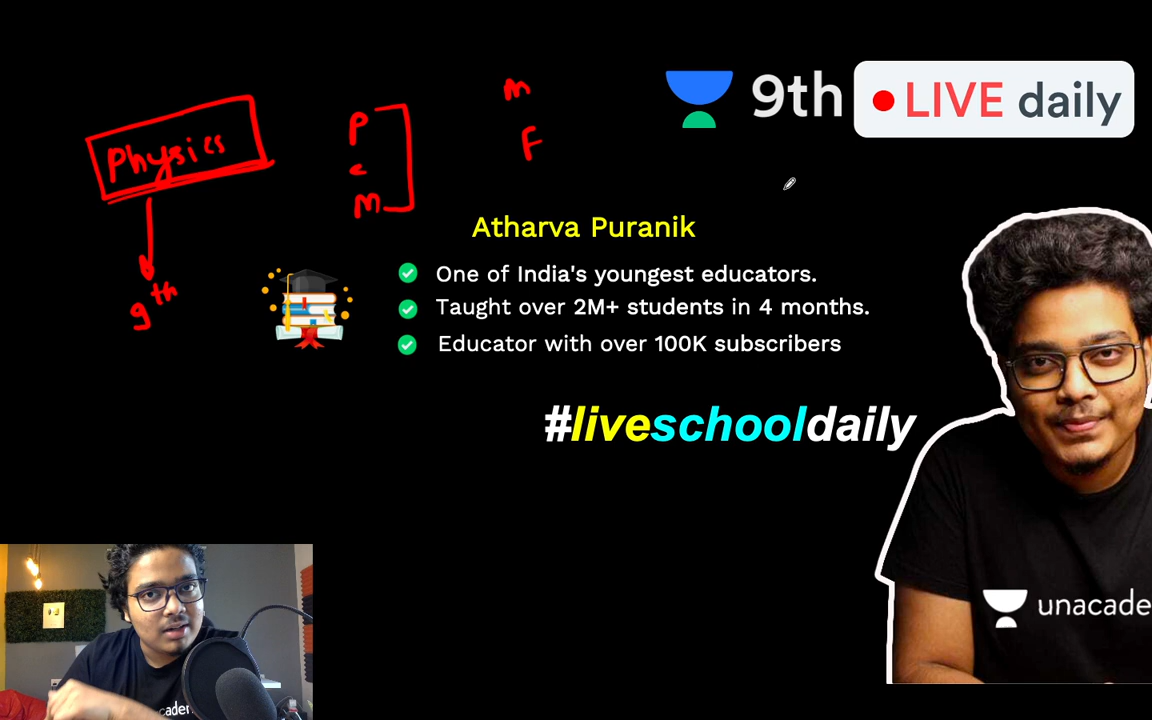 9th LIVE daily
Physics
P
c
M
m
F
9th
Atharva Puranik
One of India's youngest educators.
Taught over 2M+ students in 4 months.
Educator with over 100K subscribers
#liveschooldaily
unacade
cadem